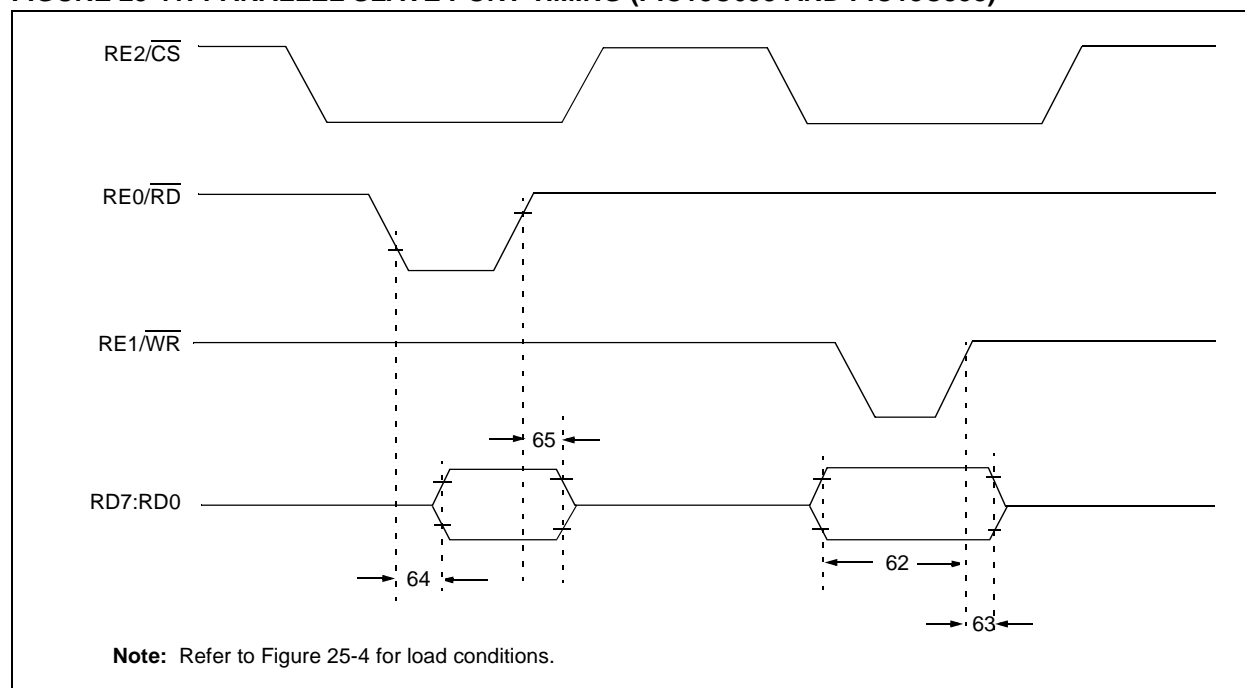 RE2/CS
RE0/RD
RE1/WR
65
RD7:RD0
64
62
63
Note: Refer to Figure 25-4 for load conditions.